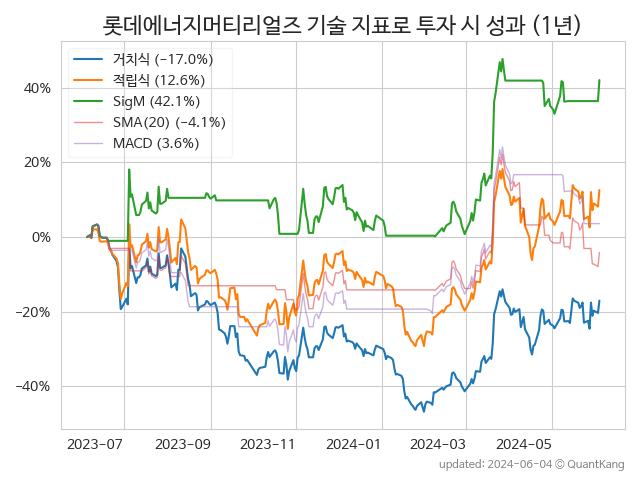 롯데에너지머티리얼즈 기술 지표로 투자 시 성과 (1년)
거치식 (-17.0%)
적립식 (12.6%)
SigM (42.1%)
SMA(20) (-4.1%)
MACD (3.6%)
40%
20%
0%
-20%
-40%
2023-07 2023-09 2023-11 2024-01 2024-03 2024-05
updated: 2024-06-04 © QuantKang